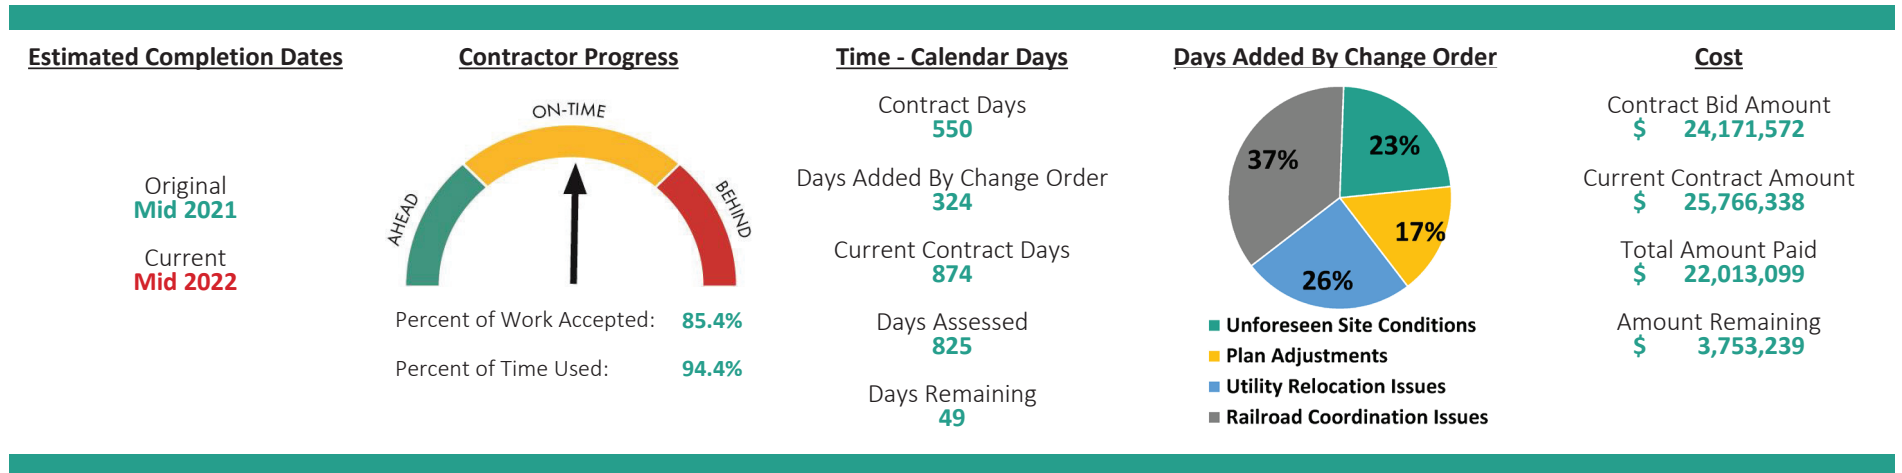 Estimated Completion Dates
Original
Mid 2021
Current
Mid 2022
Contractor Progress
ON-TIME
AHEAD
BEHIND
Percent of Work Accepted: 85.4%
Percent of Time Used: 94.4%
Time - Calendar Days
Contract Days
550
Days Added By Change Order
324
Current Contract Days
874
Days Assessed
825
Days Remaining
49
Days Added By Change Order
37%
23%
17%
26%
Unforeseen Site Conditions
Plan Adjustments
Utility Relocation Issues
Railroad Coordination Issues
Cost
Contract Bid Amount
$ 24,171,572
Current Contract Amount
$ 25,766,338
Total Amount Paid
$ 22,013,099
Amount Remaining
$ 3,753,239